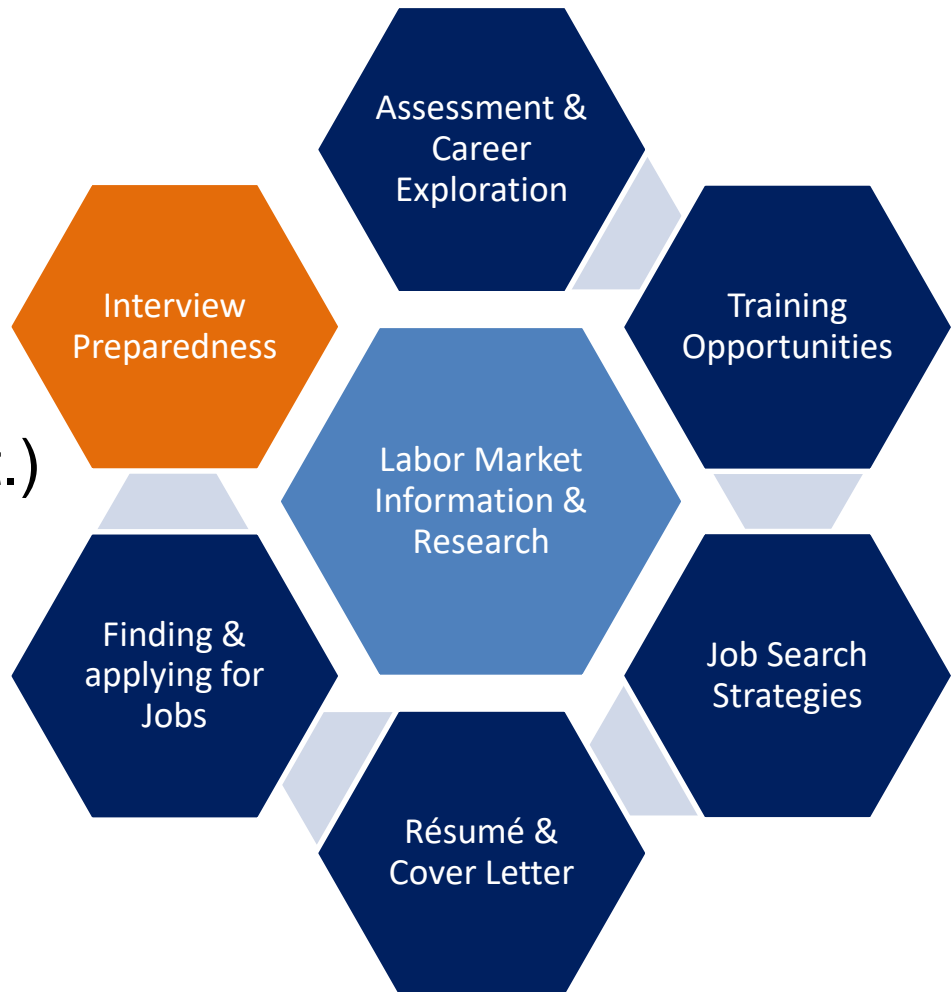 Assessment &
Career
Exploration
Training
Opportunities
Job Search
Strategies
Résumé &
Cover Letter
Finding &
applying for
Jobs
Interview
Preparedness
Labor Market
Information &
Research
.)